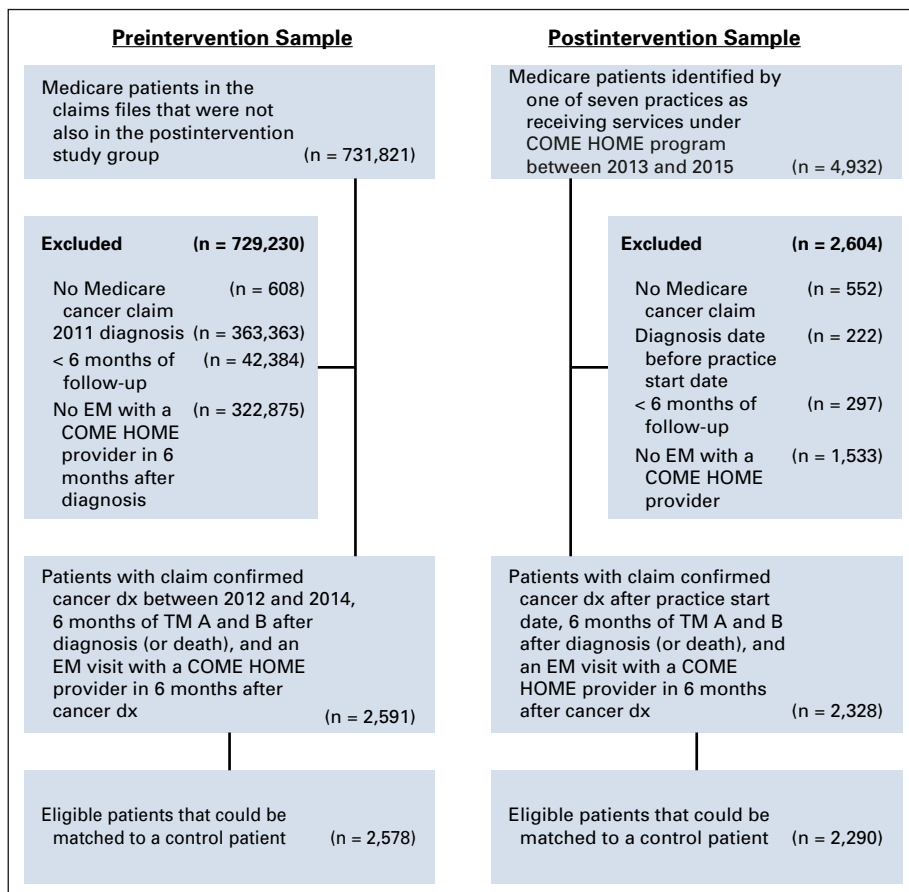 Preintervention Sample
Medicare patients in the
claims files that were not
also in the postintervention
study group (n = 731,821)
Excluded (n = 729,230)
No Medicare (n = 608)
cancer claim
2011 diagnosis (n = 363,363)
< 6 months of (n = 42,384)
follow-up
No EM with a (n = 322,875)
COME HOME
provider in 6
months after
diagnosis
Patients with claim confirmed
cancer dx between 2012 and 2014,
6 months of TM A and B after
diagnosis (or death), and an
EM visit with a COME HOME
provider in 6 months after
cancer dx (n = 2,591)
Eligible patients that could be
matched to a control patient (n = 2,578)
Postintervention Sample
Medicare patients identified by
one of seven practices as
receiving services under
COME HOME program
between 2013 and 2015 (n = 4,932)
Excluded (n = 2,604)
No Medicare (n = 552)
cancer claim
Diagnosis date (n = 222)
before practice
start date
< 6 months of (n = 297)
follow-up
No EM with a (n = 1,533)
COME HOME
provider
Patients with claim confirmed
cancer dx after practice start
date, 6 months of TM A and B
after diagnosis (or death), and
an EM visit with a COME
HOME provider in 6 months
after cancer dx (n = 2,328)
Eligible patients that could be
matched to a control patient (n = 2,290)